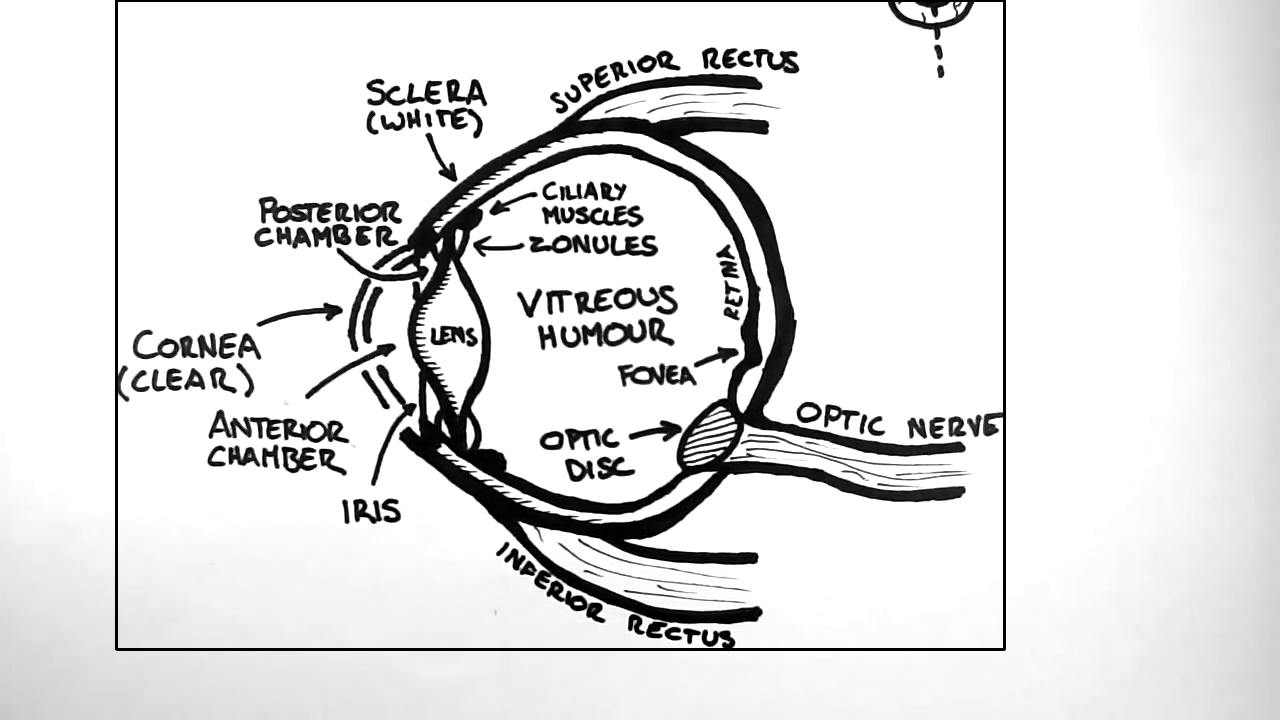 SUPERIOR RECTUS
SCLERA
(WHITE)
CILIARY
MUSCLES
POSTERIOR
CHAMBER
ZONULES
RETINA
VITREOUS
HUMOUR
LENS
CORNEA
(CLEAR)
FOVEA
ANTERIOR
CHAMBER
OPTIC NERVE
OPTIC
DISC
IRIS
INFERIOR RECTUS